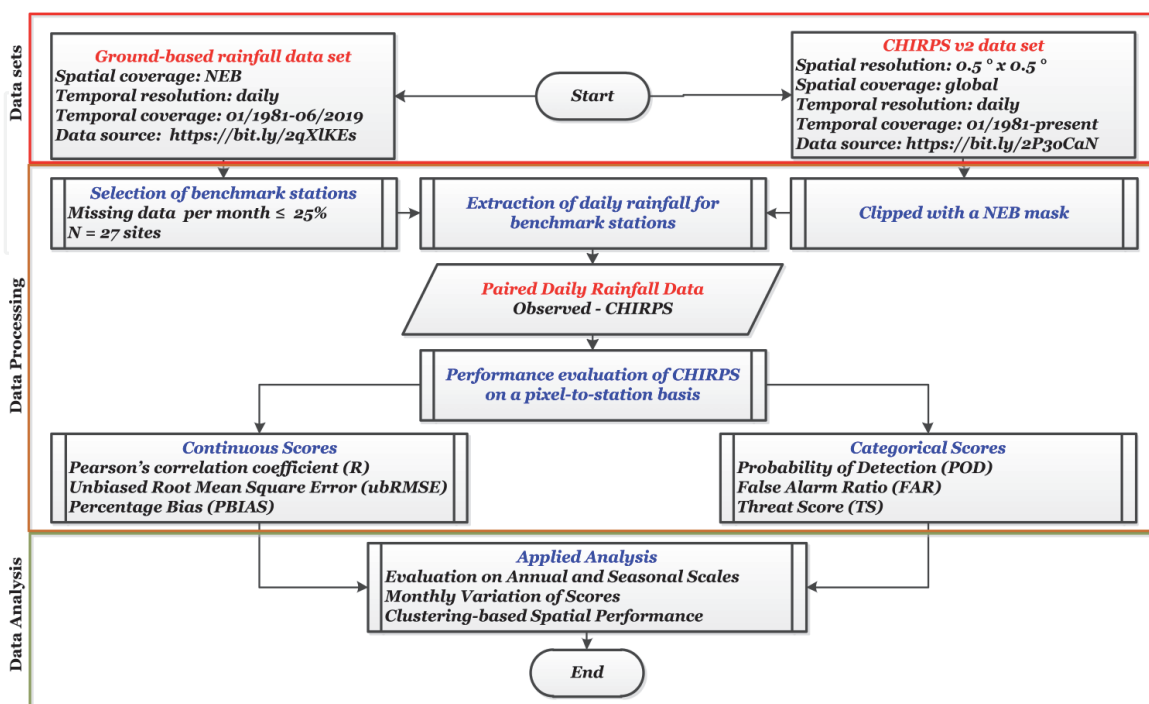 Data sets
Ground-based rainfall data set
Spatial coverage: NEB
Temporal resolution: daily
Temporal coverage: 01/1981-06/2019
Data source: https://bit.ly/2qXlKEs
Start
CHIRPS v2 data set
Spatial resolution: 0.5 ° x 0.5 °
Spatial coverage: global
Temporal resolution: daily
Temporal coverage: 01/1981-present
Data source: https://bit.ly/2P3oCaN
Data Processing
Selection of benchmark stations
Missing data per month ≤ 25%
N = 27 sites
Extraction of daily rainfall for
benchmark stations
Clipped with a NEB mask
Paired Daily Rainfall Data
Observed - CHIRPS
Performance evaluation of CHIRPS
on a pixel-to-station basis
Continuous Scores
Pearson's correlation coefficient (R)
Unbiased Root Mean Square Error (ubRMSE)
Percentage Bias (PBIAS)
Categorical Scores
Probability of Detection (POD)
False Alarm Ratio (FAR)
Threat Score (TS)
Data Analysis
Applied Analysis
Evaluation on Annual and Seasonal Scales
Monthly Variation of Scores
Clustering-based Spatial Performance
End